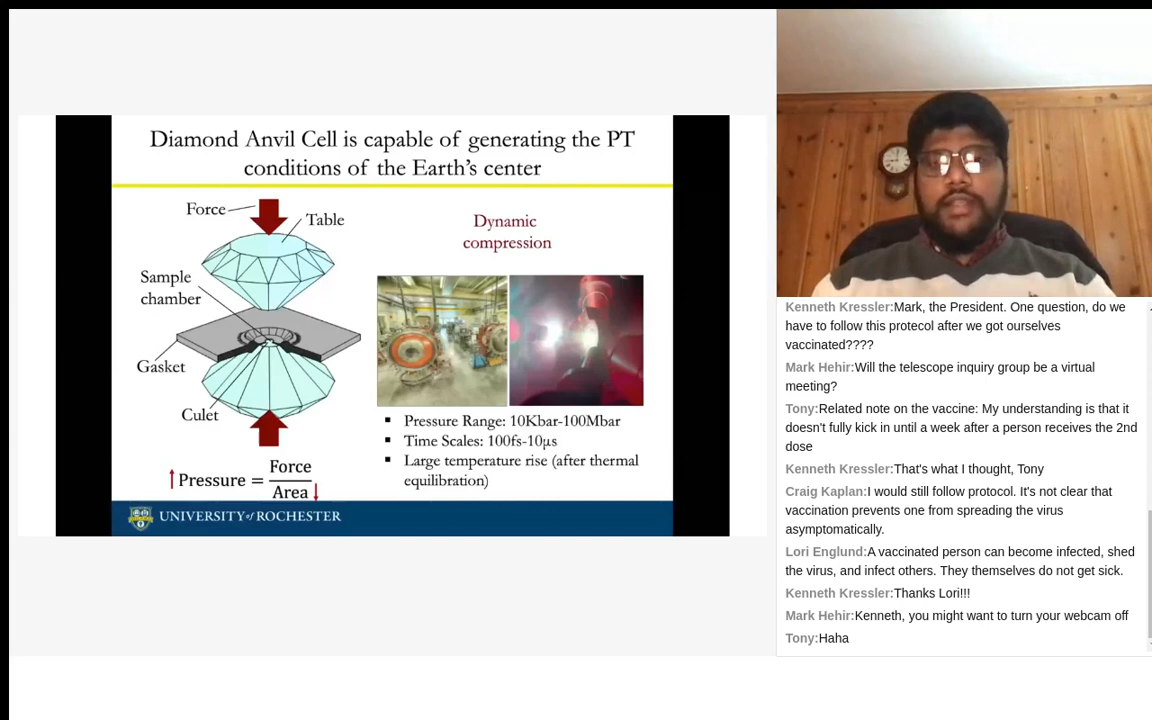 Diamond Anvil Cell is capable of generating the PT
conditions of the Earth's center
Force
Table
Sample
chamber
Gasket
Culet
Pressure = Force
Area
Dynamic
compression
Pressure Range: 10Kbar-100Mbar
Time Scales: 100fs-10µs
Large temperature rise (after thermal
equilibration)
UNIVERSITY of ROCHESTER
Kenneth Kressler:Mark, the President. One question, do we
have to follow this protecol after we got ourselves
vaccinated????
Mark Hehir:Will the telescope inquiry group be a virtual
meeting?
Tony:Related note on the vaccine: My understanding is that it
doesn't fully kick in until a week after a person receives the 2nd
dose
Kenneth Kressler:That's what I thought, Tony
Craig Kaplan:I would still follow protocol. It's not clear that
vaccination prevents one from spreading the virus
asymptomatically.
Lori Englund:A vaccinated person can become infected, shed
the virus, and infect others. They themselves do not get sick.
Kenneth Kressler:Thanks Lori!!!
Mark Hehir:Kenneth, you might want to turn your webcam off
Tony:Haha